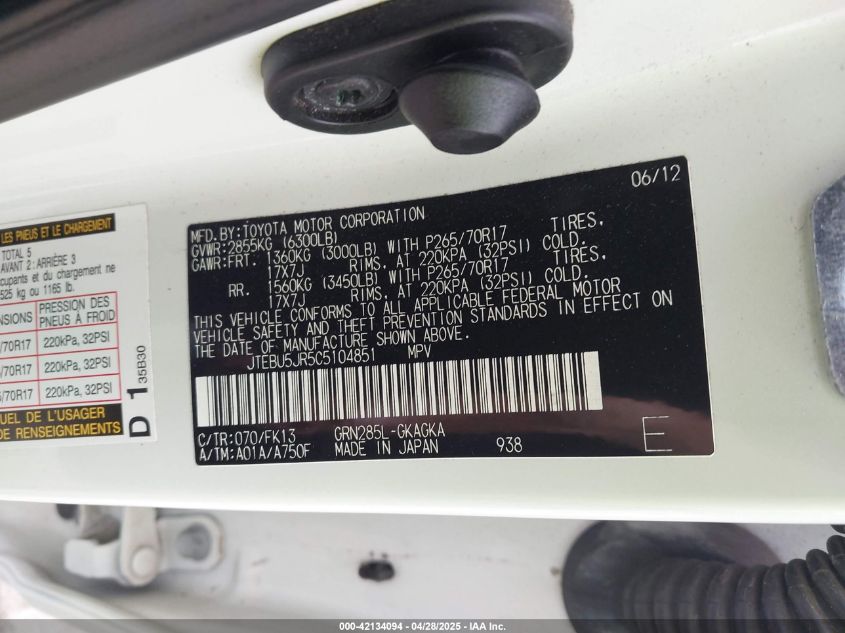 LES PNEUS ET LE CHARGEMENT
TOTAL 5
AVANT 2: ARRIÈRE 3
cupants et du chargement ne
525 kg ou 1165 lb.
NSIONS PRESSION DES PNEUS À FROID
/70R17 220kPa, 32PSI
/70R17 220kPa, 32PSI
/70R17 220kPa, 32PSI
UEL DE L'USAGER
DE RENSEIGNEMENTS
D 1 35B30
06/12
MFD.BY:TOYOTA MOTOR CORPORATION
GVWR:2855KG (6300LB)
GAWR:FRT. 1360KG (3000LB) WITH P265/70R17 TIRES,
17X7J RIMS, AT 220KPA (32PSI) COLD.
RR. 1560KG (3450LB) WITH P265/70R17 TIRES,
17X7J RIMS, AT 220KPA (32PSI) COLD.
THIS VEHICLE CONFORMS TO ALL APPLICABLE FEDERAL MOTOR
VEHICLE SAFETY AND THEFT PREVENTION STANDARDS IN EFFECT ON
THE DATE OF MANUFACTURE SHOWN ABOVE.
JTEBU5JR5C5104851 MPV
C/TR:070/FK13 GRN285L-GKAGKA
A/TM:A01A/A750F MADE IN JAPAN 938 E
000-42134094 - 04/28/2025 - IAA Inc.